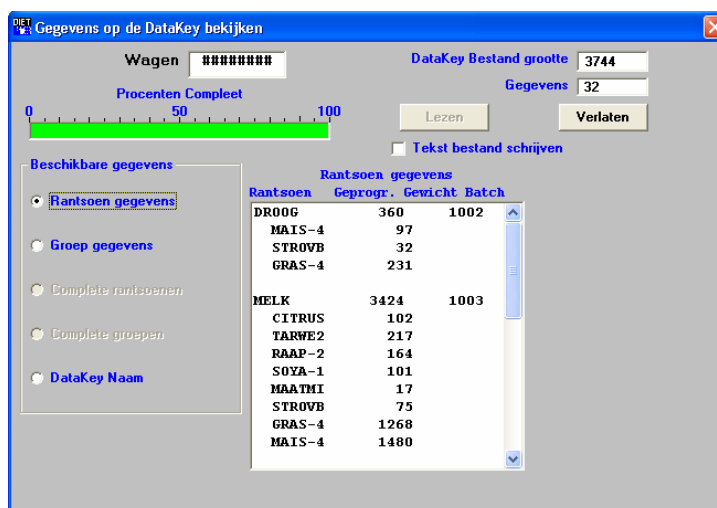 DIET
Gegevens op de DataKey bekijken
Wagen ########
DataKey Bestand grootte 3744
Gegevens 32
Procenten Compleet
0 50 100
Lezen Verlaten
Tekst bestand schrijven
Beschikbare gegevens
Rantsoen gegevens
Groep gegevens
Complete rantsoenen
Complete groepen
DataKey Naam
Rantsoen gegevens
Rantsoen Geprogr. Gewicht Batch
DROOG 360 1002
MAIS-4 97
STROVB 32
GRAS-4 231
MELK 3424 1003
CITRUS 102
TARWE2 217
RAAP-2 164
SOYA-1 101
MAATMI 17
STROVB 75
GRAS-4 1268
MAIS-4 1480